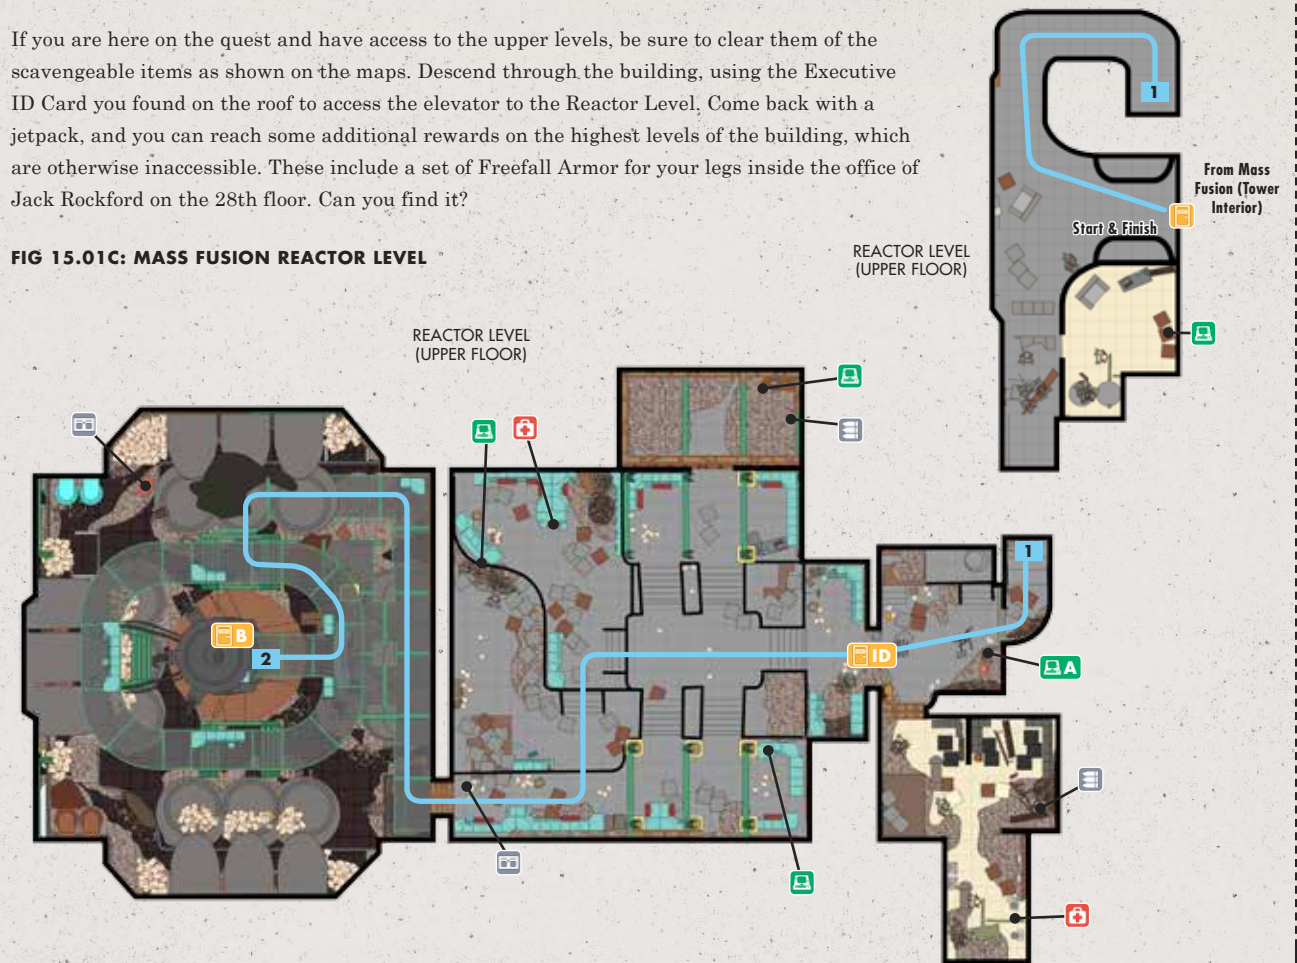 If you are here on the quest and have access to the upper levels, be sure to clear them of the
scavengeable items as shown on the maps. Descend through the building, using the Executive
ID Card you found on the roof to access the elevator to the Reactor Level. Come back with a
jetpack, and you can reach some additional rewards on the highest levels of the building, which
are otherwise inaccessible. These include a set of Freefall Armor for your legs inside the office of
Jack Rockford on the 28th floor. Can you find it?
FIG 15.01C: MASS FUSION REACTOR LEVEL
1
From Mass
Fusion (Tower
Interior)
Start & Finish
REACTOR LEVEL
(UPPER FLOOR)
REACTOR LEVEL
(UPPER FLOOR)
1
B
2
ID
A